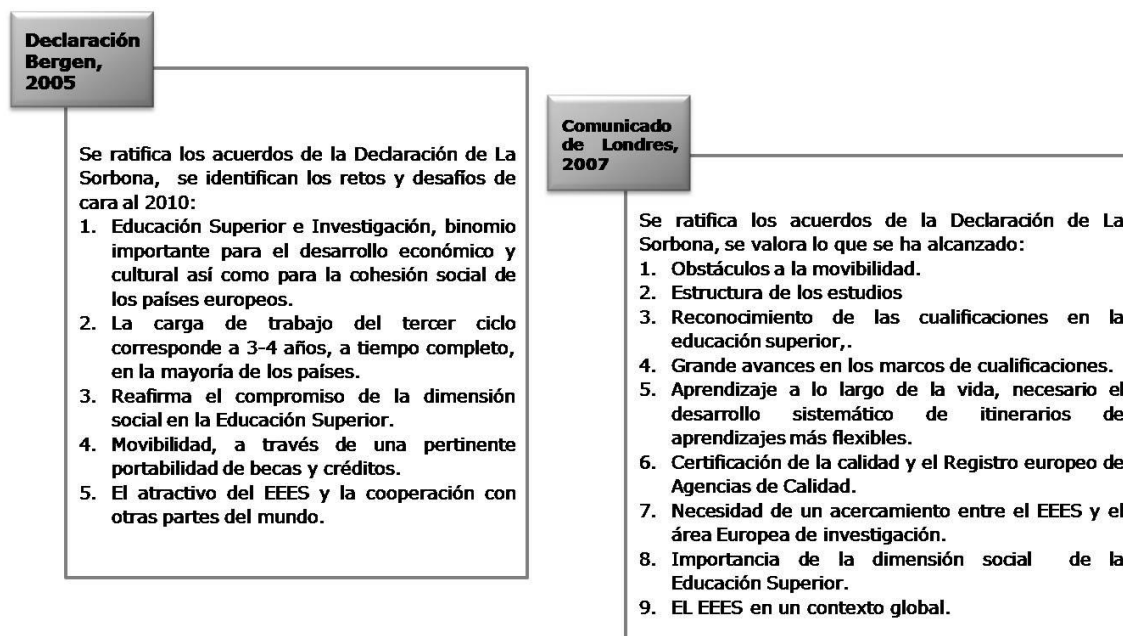 Declaración
Bergen,
2005
Se ratifica los acuerdos de la Declaración de La
Sorbona, se identifican los retos y desafíos de
cara al 2010:
1. Educación Superior e Investigación, binomio
importante para el desarrollo económico y
cultural así como para la cohesión social de
los países europeos.
2. La carga de trabajo del tercer ciclo
corresponde a 3-4 años, a tiempo completo,
en la mayoría de los países.
3. Reafirma el compromiso de la dimensión
social en la Educación Superior.
4. Movibilidad, a través de una pertinente
portabilidad de becas y créditos.
5. El atractivo del EEES y la cooperación con
otras partes del mundo.
Comunicado
de Londres,
2007
Se ratifica los acuerdos de la Declaración de La
Sorbona, se valora lo que se ha alcanzado:
1. Obstáculos a la movibilidad.
2. Estructura de los estudios
3. Reconocimiento de las cualificaciones en la
educación superior,.
4. Grande avances en los marcos de cualificaciones.
5. Aprendizaje a lo largo de la vida, necesario el
desarrollo sistemático de itinerarios de
aprendizajes más flexibles.
6. Certificación de la calidad y el Registro europeo de
Agencias de Calidad.
7. Necesidad de un acercamiento entre el EEES y el
área Europea de investigación.
8. Importancia de la dimensión social de la
Educación Superior.
9. EL EEES en un contexto global.